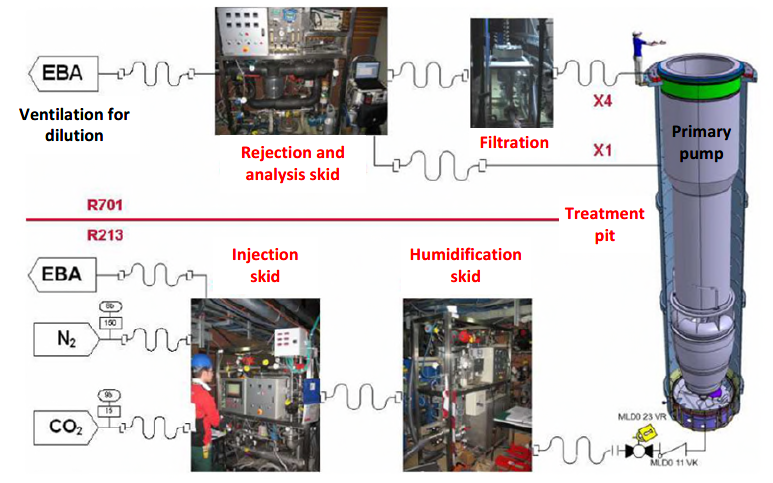 EBA
Ventilation for
dilution
Rejection and
analysis skid
Filtration
X4
X1
Primary
pump
R701
R213
Treatment
pit
EBA
Injection
skid
Humidification
skid
150
N2
9b
15
CO2
MLD0 23 VR
MLD0 11 VK